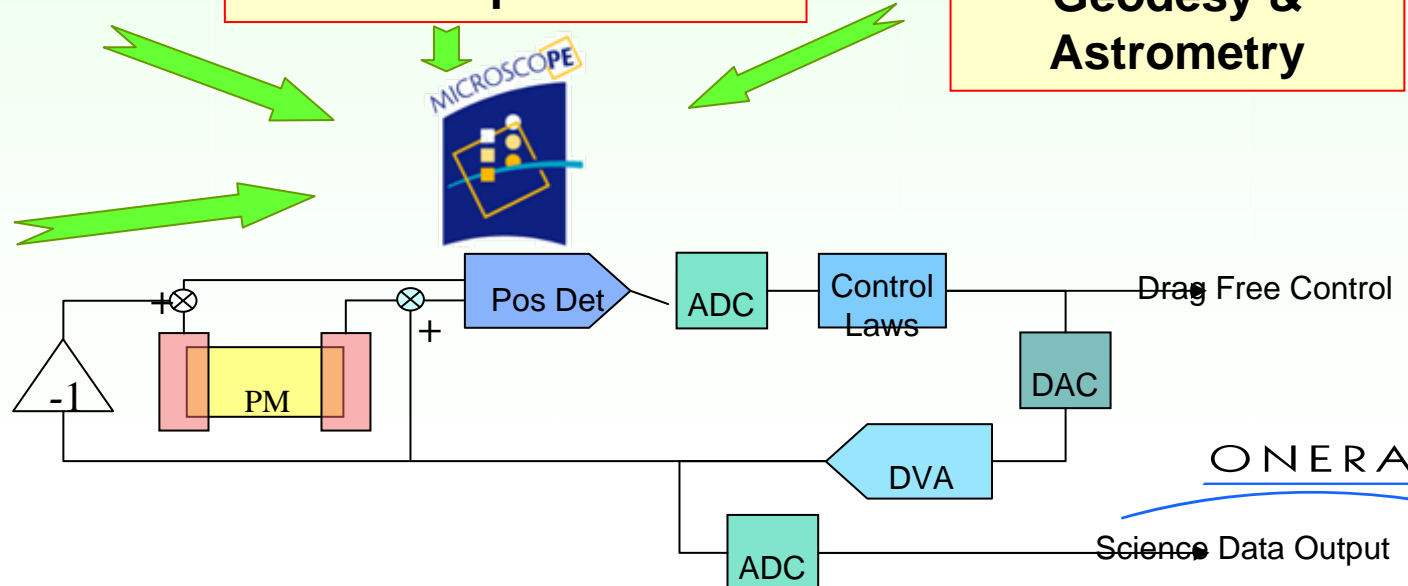 Geodesy &
Astrometry
MICROSCOPE
Pos Det
ADC
Control
Laws
Drag Free Control
+
+
-1
PM
DAC
DVA
ONERA
ADC
Science Data Output